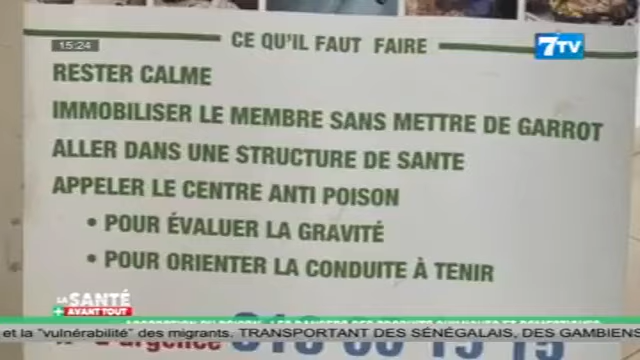 15:24
CE QU'IL FAUT FAIRE
7TV
RESTER CALME
IMMOBILISER LE MEMBRE SANS METTRE DE GARROT
ALLER DANS UNE STRUCTURE DE SANTE
APPELER LE CENTRE ANTI POISON
• POUR ÉVALUER LA GRAVITÉ
• POUR ORIENTER LA CONDUITE À TENIR
LA SANTÉ
AVANT TOUT
et la "vulnérabilité" des migrants. TRANSPORTANT DES SÉNÉGALAIS, DES GAMBIENS
d'urgence